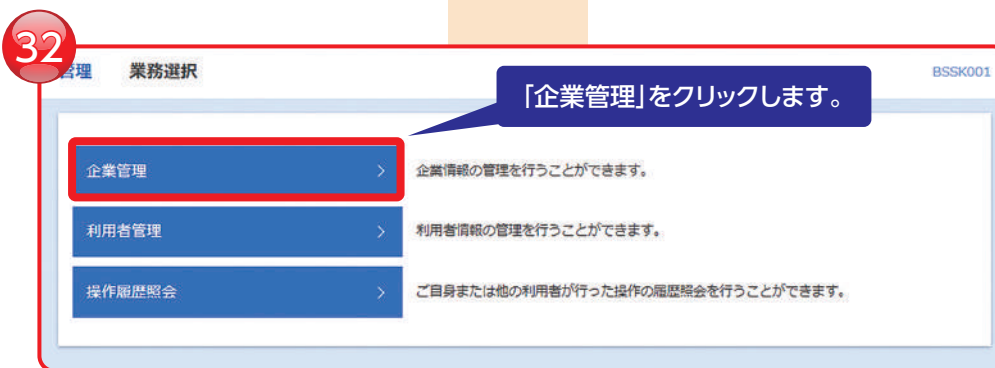 32
管理 業務選択
BSSK001
「企業管理」をクリックします。
企業管理 >
企業情報の管理を行うことができます。
利用者管理 >
利用者情報の管理を行うことができます。
操作履歴照会 >
ご自身または他の利用者が行った操作の履歴照会を行うことができます。